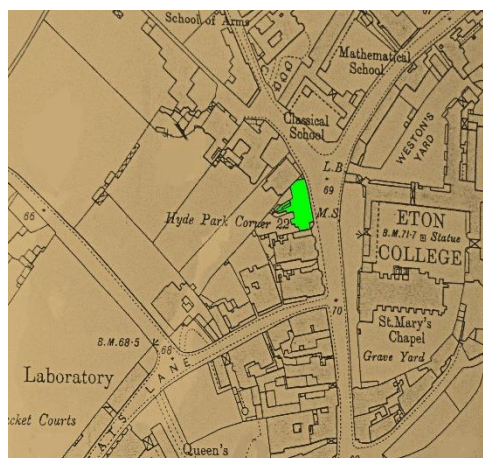 School of Arms
Mathematical
School
Classical
School
WESTON'S
YARD
L.B
69
66
Hyde Park Corner 22
M.S
ETON
B.M.71·7 Statue
COLLEGE
70
St. Mary's
Chapel
Grave Yard
B.M.68·5
68
Laboratory
LANE
cket Courts
Queen's